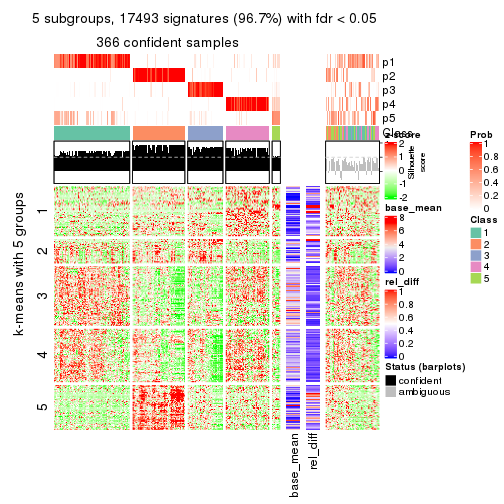 5 subgroups, 17493 signatures (96.7%) with fdr < 0.05
366 confident samples
p1
p2
p3
p4
p5
Class
Silhouette
score
k-means with 5 groups
1
2
3
4
5
base_mean
rel_diff
z-score
2
1
0
-1
-2
base_mean
8
6
4
2
0
rel_diff
1
0.8
0.6
0.4
0.2
0
Status (barplots)
confident
ambiguous
Prob
1
0.8
0.6
0.4
0.2
0
Class
1
2
3
4
5